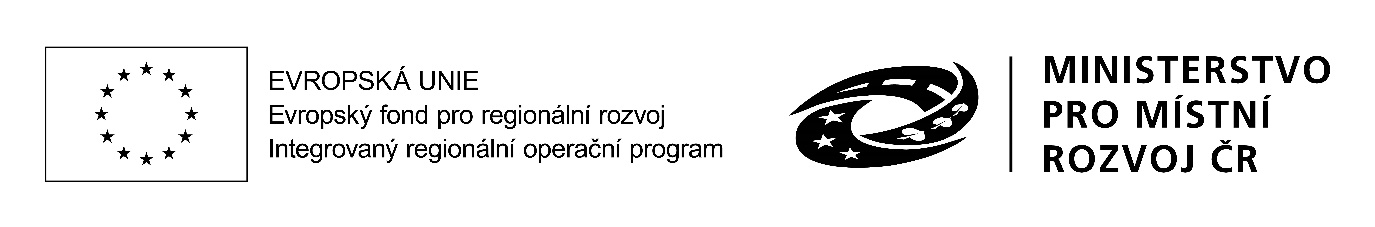 EVROPSKÁ UNIE
Evropský fond pro regionální rozvoj
Integrovaný regionální operační program
MINISTERSTVO
PRO MÍSTNÍ
ROZVOJ ČR